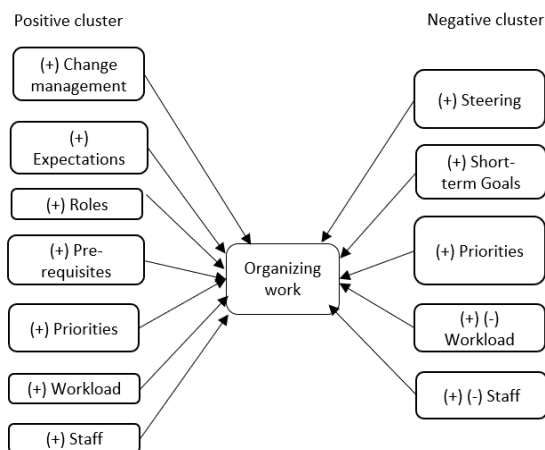 Positive cluster
Negative cluster
(+) Change
management
(+)
Expectations
(+) Roles
(+) Pre-
requisites
(+) Priorities
(+) Workload
(+) Staff
Organizing
work
(+) Steering
(+) Short-
term Goals
(+) Priorities
(+) (-)
Workload
(+) (-) Staff